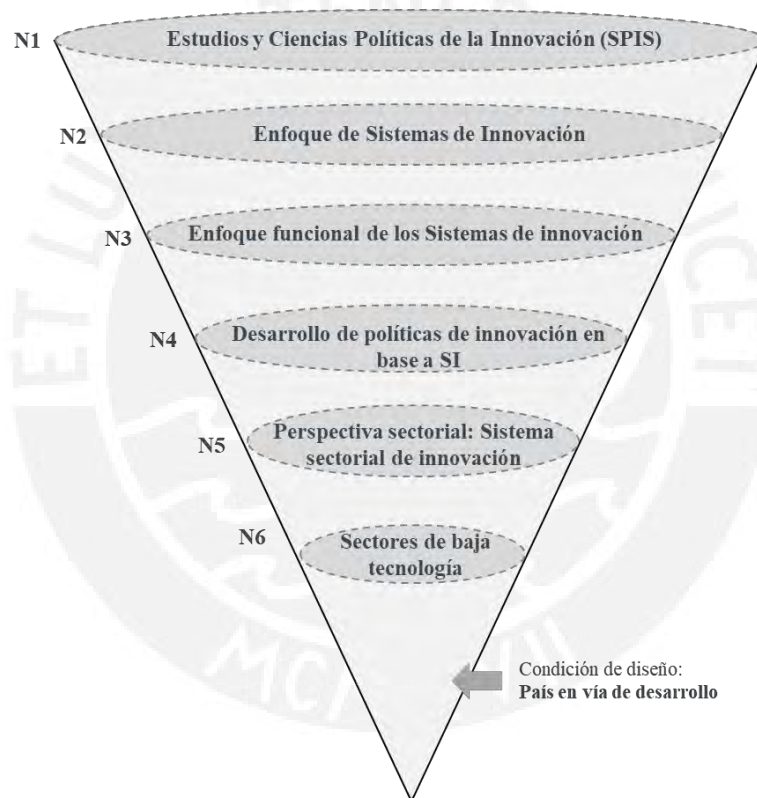 N1
Estudios y Ciencias Políticas de la Innovación (SPIS)
N2
Enfoque de Sistemas de Innovación
N3
Enfoque funcional de los Sistemas de innovación
N4
Desarrollo de políticas de innovación en
base a SI
N5
Perspectiva sectorial: Sistema
sectorial de innovación
N6
Sectores de baja
tecnología
Condición de diseño:
País en vía de desarrollo
ET LU